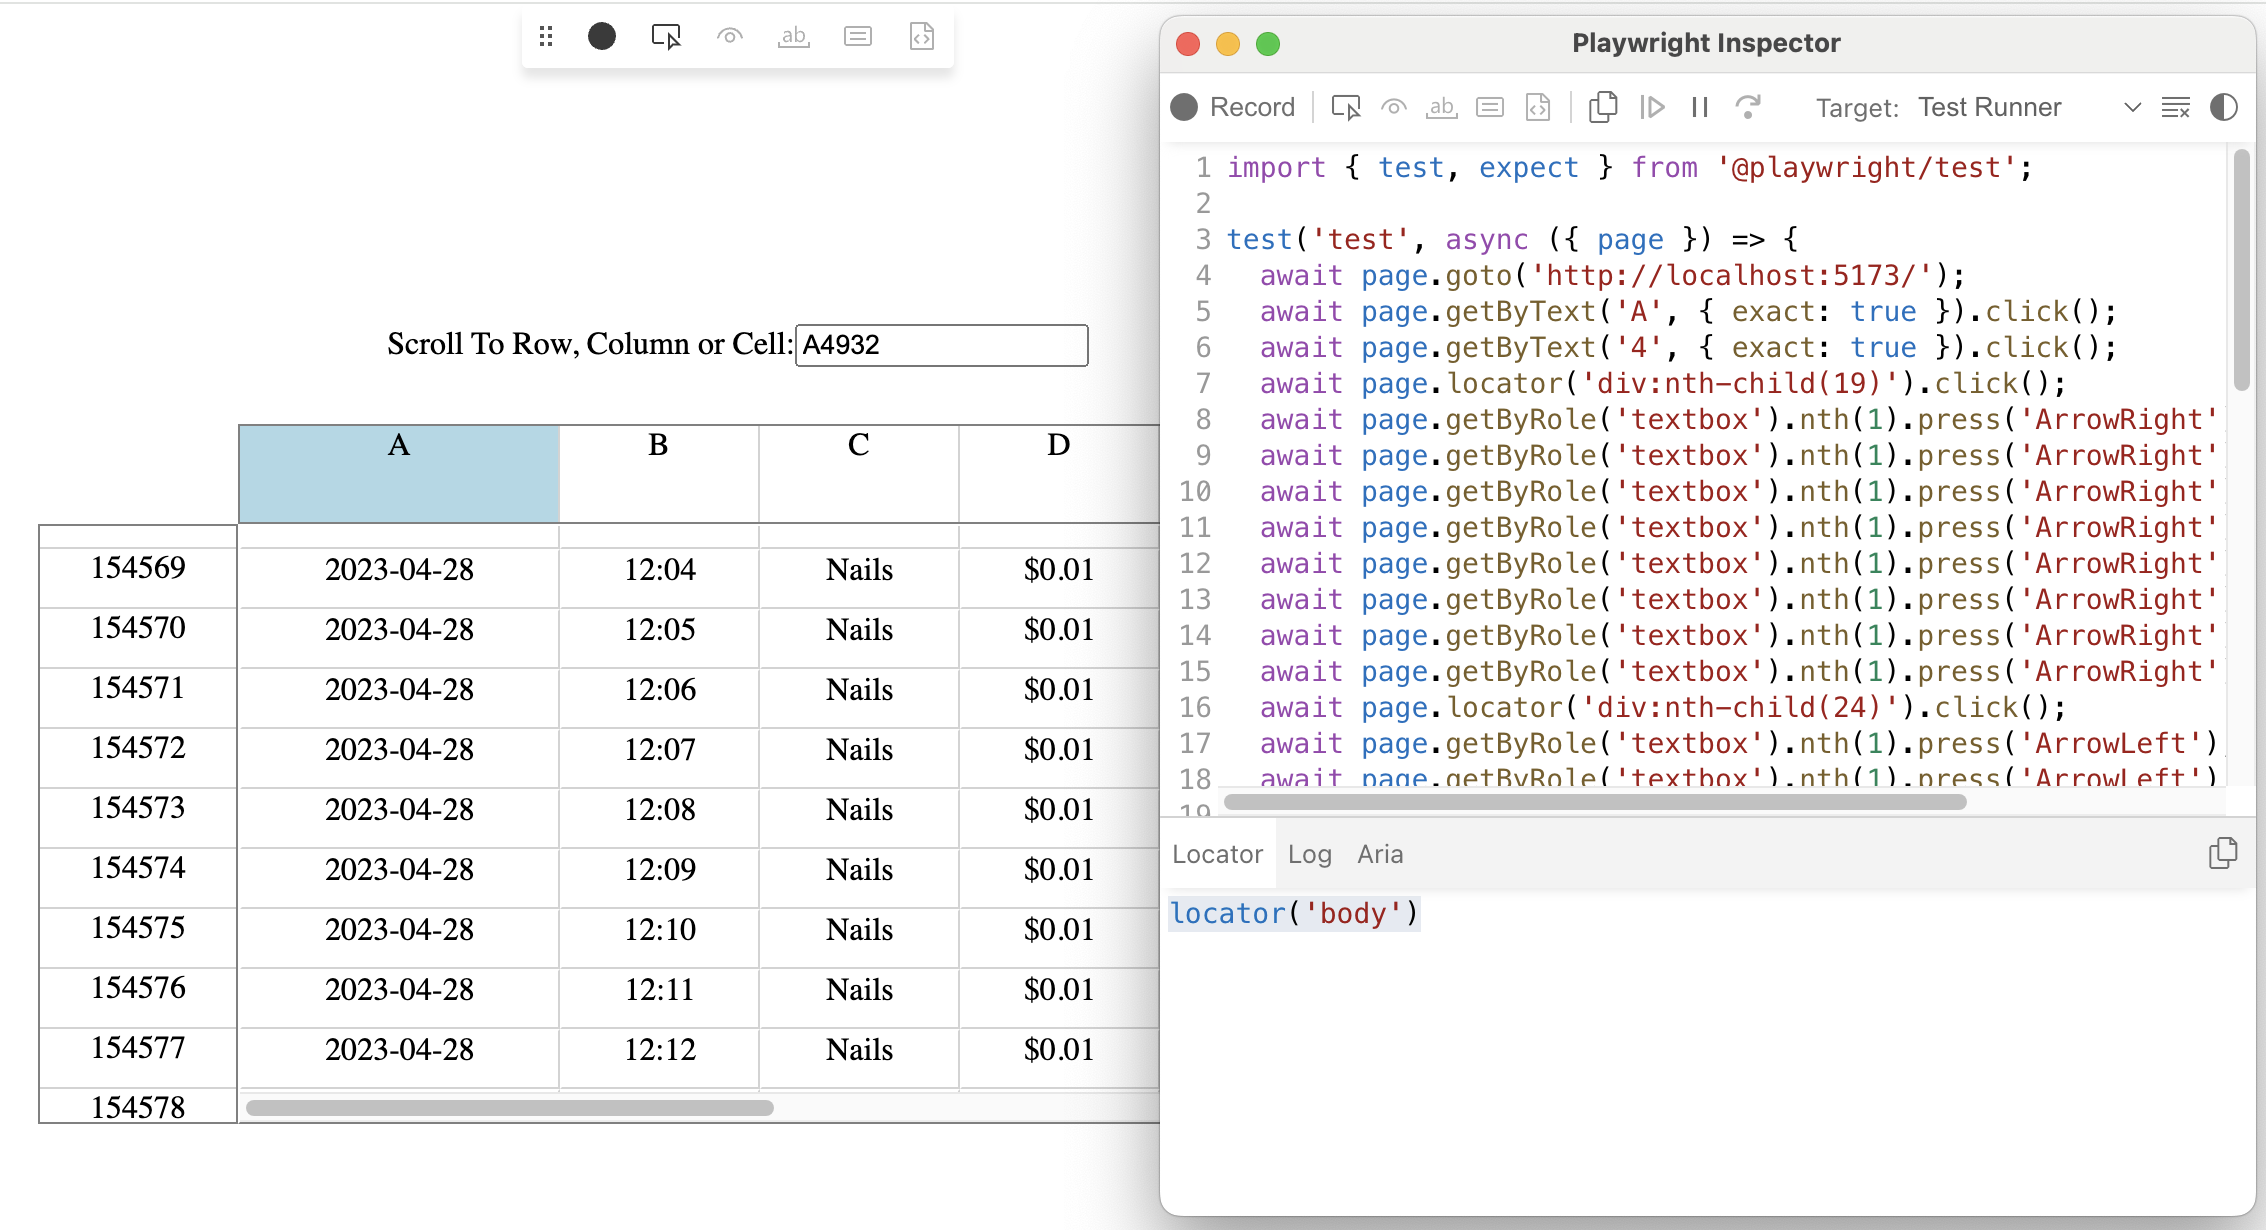 ab
Scroll To Row, Column or Cell: A4932
A B C D
154569 2023-04-28 12:04 Nails $0.01
154570 2023-04-28 12:05 Nails $0.01
154571 2023-04-28 12:06 Nails $0.01
154572 2023-04-28 12:07 Nails $0.01
154573 2023-04-28 12:08 Nails $0.01
154574 2023-04-28 12:09 Nails $0.01
154575 2023-04-28 12:10 Nails $0.01
154576 2023-04-28 12:11 Nails $0.01
154577 2023-04-28 12:12 Nails $0.01
154578
Playwright Inspector
Record ab Target: Test Runner
1 import { test, expect } from '@playwright/test';
2
3 test('test', async ({ page }) => {
4 await page.goto('http://localhost:5173/');
5 await page.getByText('A', { exact: true }).click();
6 await page.getByText('4', { exact: true }).click();
7 await page.locator('div:nth-child(19)').click();
8 await page.getByRole('textbox').nth(1).press('ArrowRight'
9 await page.getByRole('textbox').nth(1).press('ArrowRight'
10 await page.getByRole('textbox').nth(1).press('ArrowRight'
11 await page.getByRole('textbox').nth(1).press('ArrowRight'
12 await page.getByRole('textbox').nth(1).press('ArrowRight'
13 await page.getByRole('textbox').nth(1).press('ArrowRight'
14 await page.getByRole('textbox').nth(1).press('ArrowRight'
15 await page.getByRole('textbox').nth(1).press('ArrowRight'
16 await page.locator('div:nth-child(24)').click();
17 await page.getByRole('textbox').nth(1).press('ArrowLeft')
18 await page.getByRole('textbox').nth(1).press('ArrowLeft')
19
Locator Log Aria
locator('body')